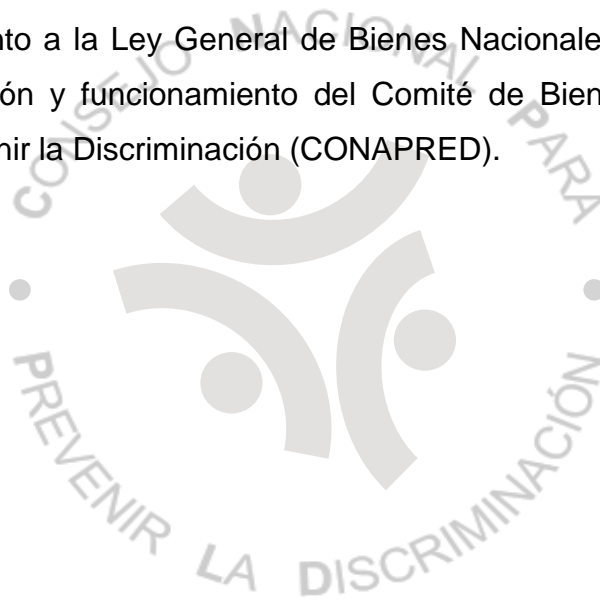 nto a la Ley General de Bienes Nacionale
ón y funcionamiento del Comité de Bien
nir la Discriminación (CONAPRED).
CONSEJO NACIONAL PARA
PREVENIR LA DISCRIMINACIÓN